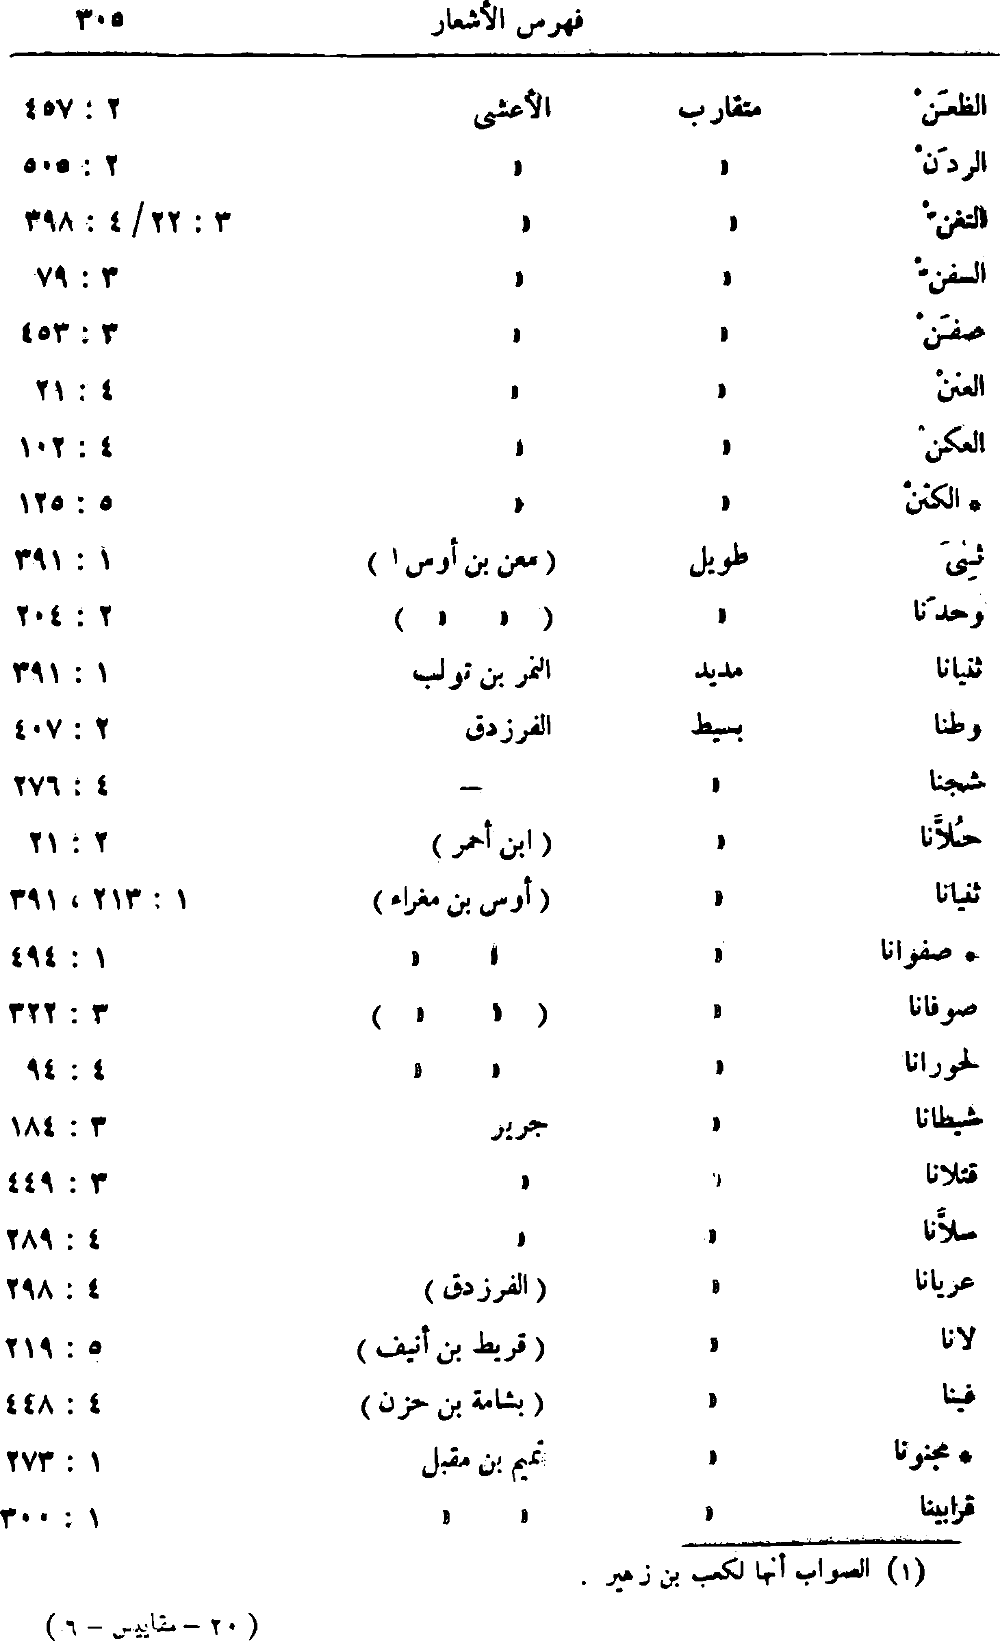 فهرس الأشعار ٣٠٥
الظعَنْ متقارب الأعشى ٢ : ٤٥٧
الردَنْ » » ٢ : ٥٠٥
التغنّ » » ٣ : ٢٢/ ٤ : ٣٩٨
السفنْ » » ٣ : ٧٩
صفَنْ » » ٣ : ٤٥٣
العننْ » » ٤ : ٢١
العكنْ » » ٤ : ١٠٢
* الكتنْ » » ٥ : ١٢٥
ثِنَى طويل ( معن بن أوس ١ ) ١ : ٣٩١
وحدَنا » ( » » ) ٢ : ٢٠٤
ثنيانا مديد النمر بن تولب ١ : ٣٩١
وطنا بسيط الفرزدق ٢ : ٤٠٧
شجنا » — ٤ : ٢٧٦
حُلاَّنا » ( ابن أحمر ) ٢ : ٢١
ثنيانا » ( أوس بن مغراء ) ١ : ٢١٣ ، ٣٩١
* صفوانا » » » ١ : ٤٩٤
صوفانا » ( » » ) ٣ : ٣٢٢
لحورانا » » » ٤ : ٩٤
شيطانا » جرير ٣ : ١٨٤
قتلانا » » ٣ : ٤٤٩
سلاَّنا » » ٤ : ٢٨٩
عريانا » ( الفرزدق ) ٤ : ٢٩٨
لانا » ( قريط بن أنيف ) ٥ : ٢١٩
فينا » ( بشامة بن حزن ) ٤ : ٤٤٨
* مجنونا » تميم بن مقبل ١ : ٢٧٣
قرابينا » » » ١ : ٣٠٠
(١) الصواب أنها لكعب بن زهير .
( ٢٠ – مقاييس – ٦ )